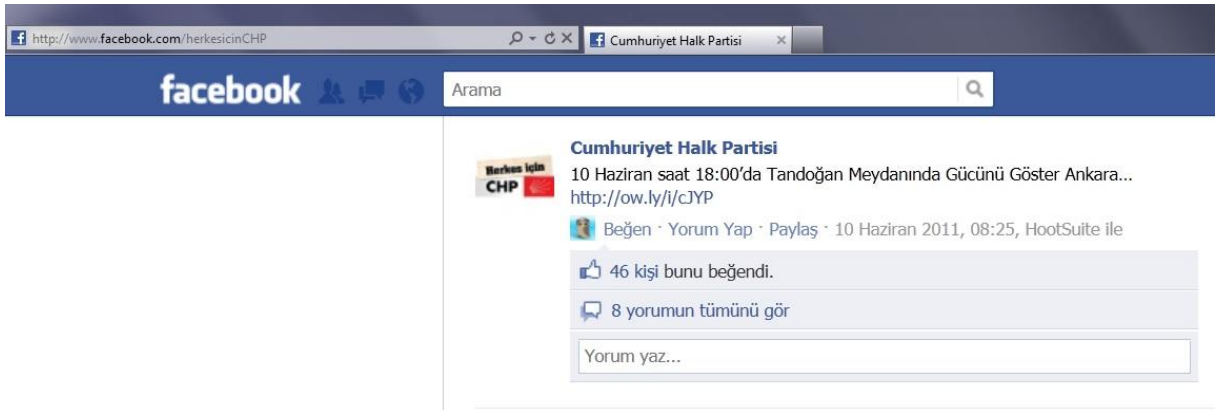 http://www.facebook.com/herkesicinCHP
Cumhuriyet Halk Partisi
facebook
Arama
Cumhuriyet Halk Partisi
Herkes için
CHP
10 Haziran saat 18:00’da Tandoğan Meydanında Gücünü Göster Ankara...
http://ow.ly/i/cJYP
Beğen · Yorum Yap · Paylaş · 10 Haziran 2011, 08:25, HootSuite ile
46 kişi bunu beğendi.
8 yorumun tümünü gör
Yorum yaz...